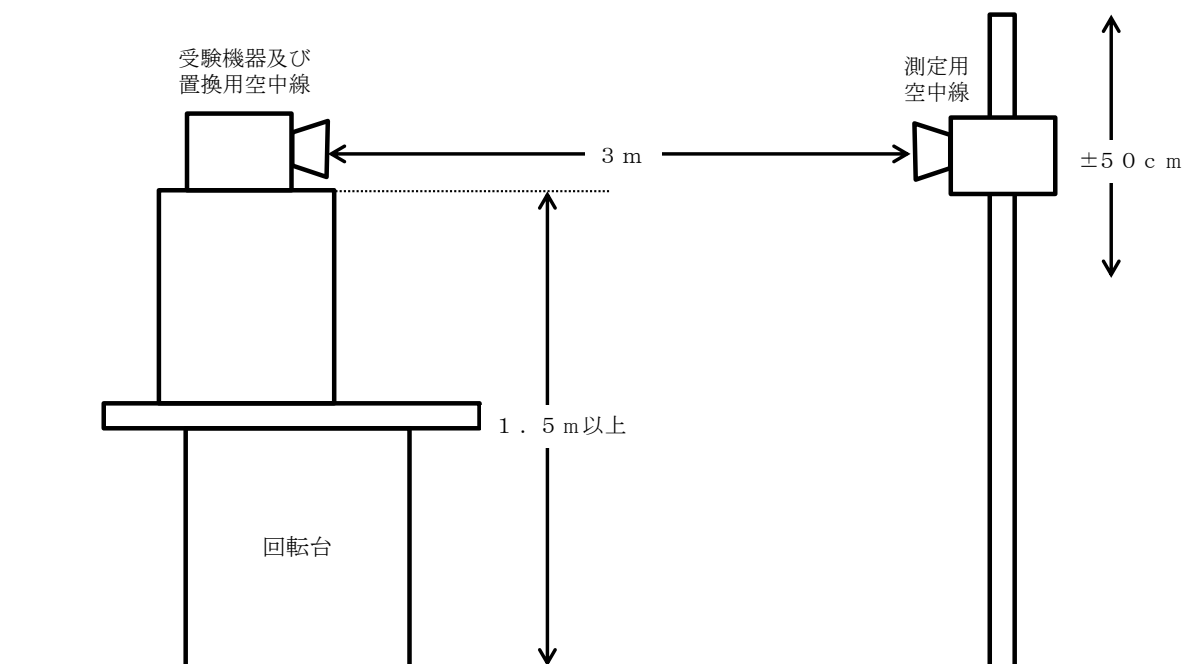 受験機器及び
置換用空中線
測定用
空中線
３ｍ
±５０ｃｍ
１．５ｍ以上
回転台